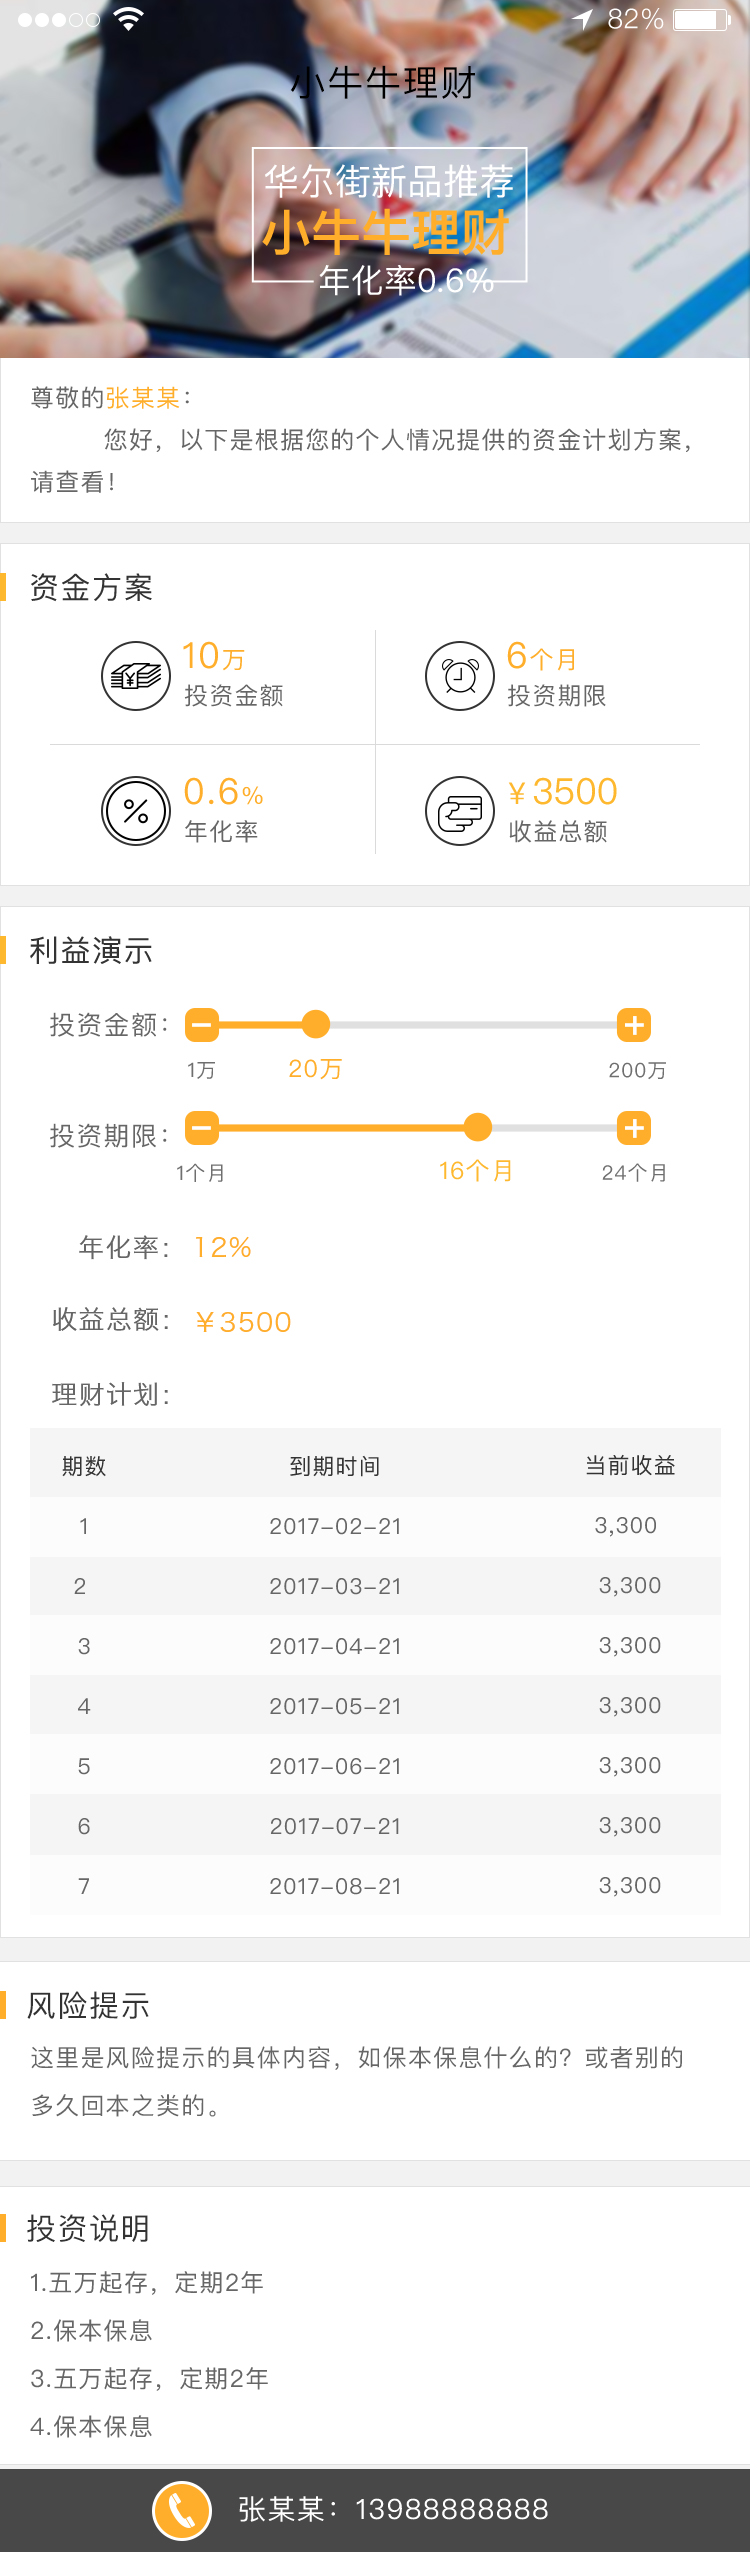 82%
小牛牛理财
华尔街新品推荐
小牛牛理财
年化率0.6%
尊敬的张某某：
您好，以下是根据您的个人情况提供的资金计划方案，
请查看！
资金方案
10万
投资金额
6个月
投资期限
0.6%
年化率
￥3500
收益总额
利益演示
投资金额：
1万 20万 200万
投资期限：
1个月 16个月 24个月
年化率： 12%
收益总额： ￥3500
理财计划：
期数 到期时间 当前收益
1 2017-02-21 3,300
2 2017-03-21 3,300
3 2017-04-21 3,300
4 2017-05-21 3,300
5 2017-06-21 3,300
6 2017-07-21 3,300
7 2017-08-21 3,300
风险提示
这里是风险提示的具体内容，如保本保息什么的？或者别的
多久回本之类的。
投资说明
1.五万起存，定期2年
2.保本保息
3.五万起存，定期2年
4.保本保息
张某某：13988888888